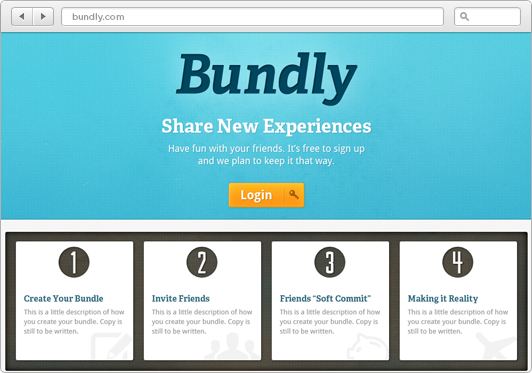 bundly.com
Bundly
Share New Experiences
Have fun with your friends. It's free to sign up
and we plan to keep it that way.
Login
1
Create Your Bundle
This is a little description of how
you create your bundle. Copy is
still to be written.
2
Invite Friends
This is a little description of how
you create your bundle. Copy is
still to be written.
3
Friends "Soft Commit"
This is a little description of how
you create your bundle. Copy is
still to be written.
4
Making it Reality
This is a little description of how
you create your bundle. Copy is
still to be written.